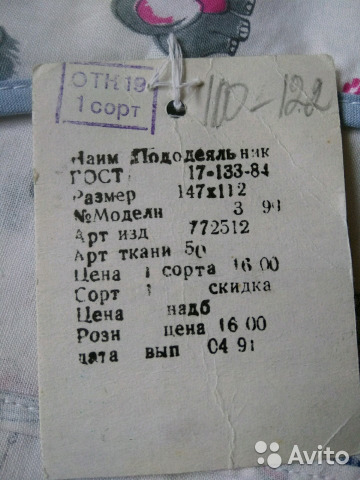 ОТК 19
1 сорт
110-122
Наим Пододеяльник
ГОСТ 17-133-84
Размер 147х112
№Модели 3 99
Арт изд 772512
Арт ткани 50
Цена 1 сорта 16 00
Сорт 1 скидка
Цена надб
Розн цена 16 00
дата вып 04 91
Avito